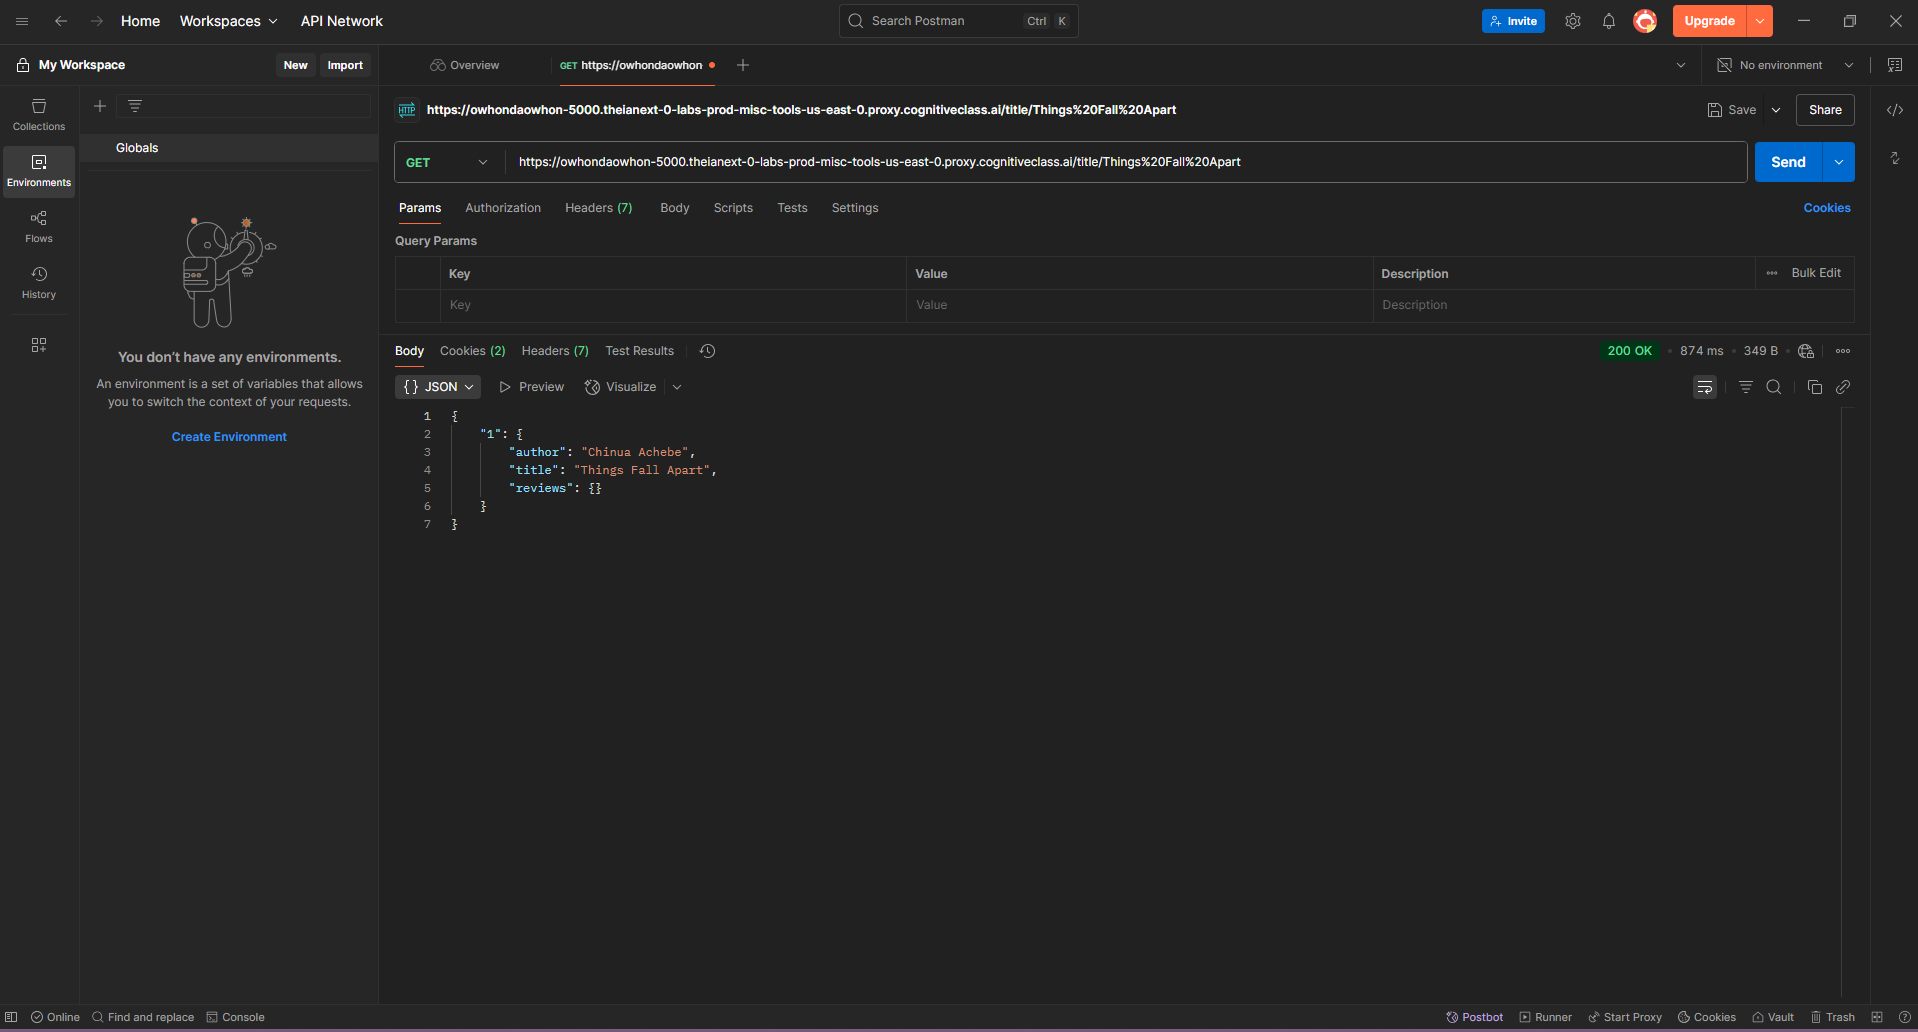 Home Workspaces API Network Search Postman Ctrl K Invite Upgrade
My Workspace New Import Overview GET https://owhondaowhon No environment
Collections
Environments
Flows
History
Globals
You don’t have any environments.
An environment is a set of variables that allows
you to switch the context of your requests.
Create Environment
HTTP https://owhondaowhon-5000.theianext-0-labs-prod-misc-tools-us-east-0.proxy.cognitiveclass.ai/title/Things%20Fall%20Apart Save Share
GET https://owhondaowhon-5000.theianext-0-labs-prod-misc-tools-us-east-0.proxy.cognitiveclass.ai/title/Things%20Fall%20Apart Send
Params Authorization Headers (7) Body Scripts Tests Settings Cookies
Query Params
Key Value Description Bulk Edit
Key Value Description
Body Cookies (2) Headers (7) Test Results 200 OK 874 ms 349 B
{} JSON Preview Visualize
1 {
2 "1": {
3 "author": "Chinua Achebe",
4 "title": "Things Fall Apart",
5 "reviews": {}
6 }
7 }
Online Find and replace Console Postbot Runner Start Proxy Cookies Vault Trash